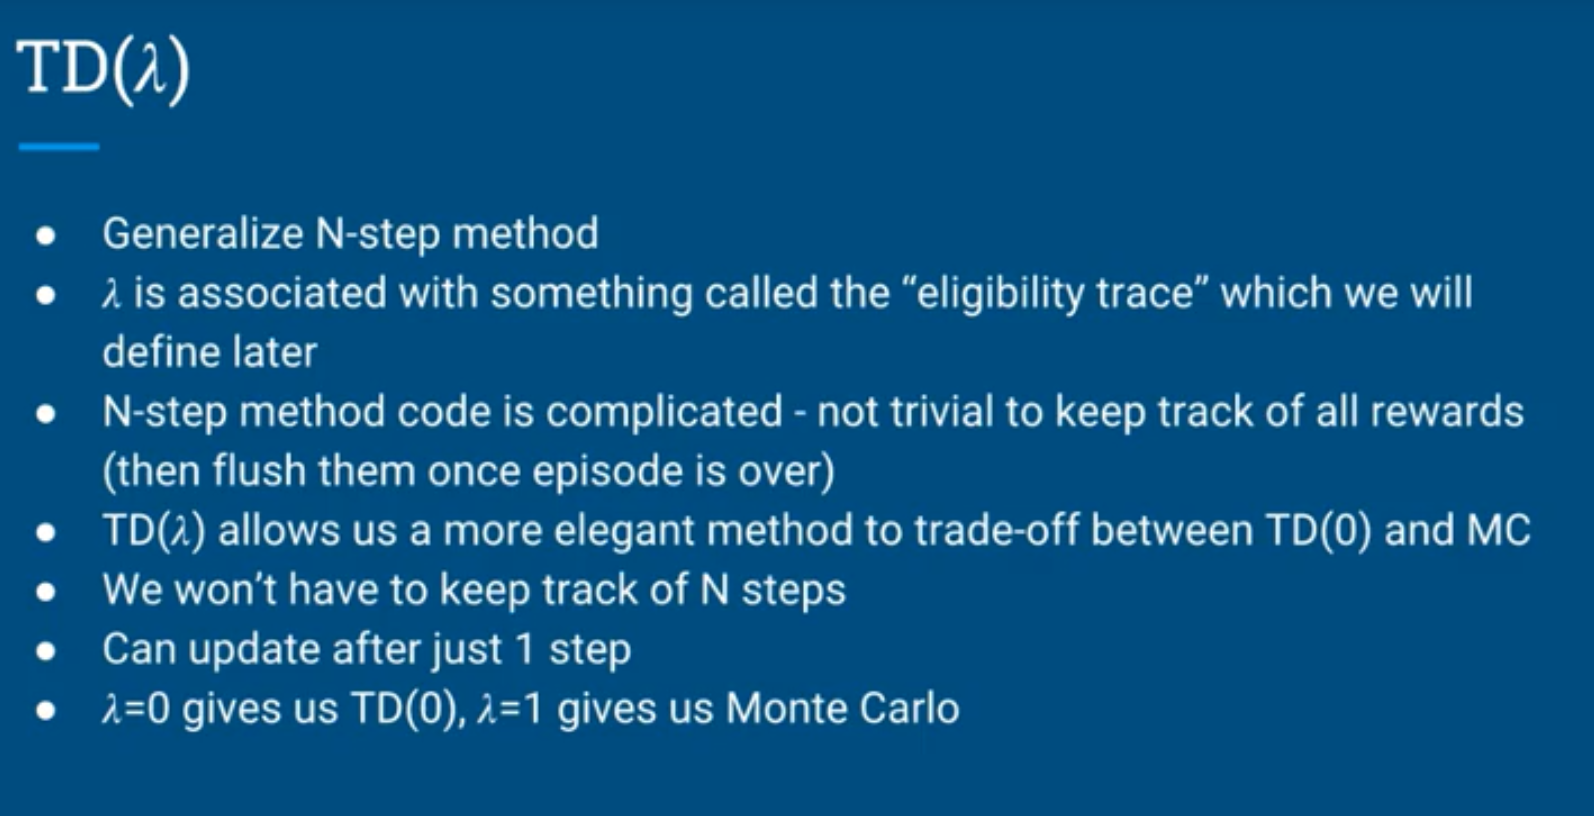 TD(λ)
● Generalize N-step method
● λ is associated with something called the “eligibility trace” which we will
define later
● N-step method code is complicated - not trivial to keep track of all rewards
(then flush them once episode is over)
● TD(λ) allows us a more elegant method to trade-off between TD(0) and MC
● We won’t have to keep track of N steps
● Can update after just 1 step
● λ=0 gives us TD(0), λ=1 gives us Monte Carlo